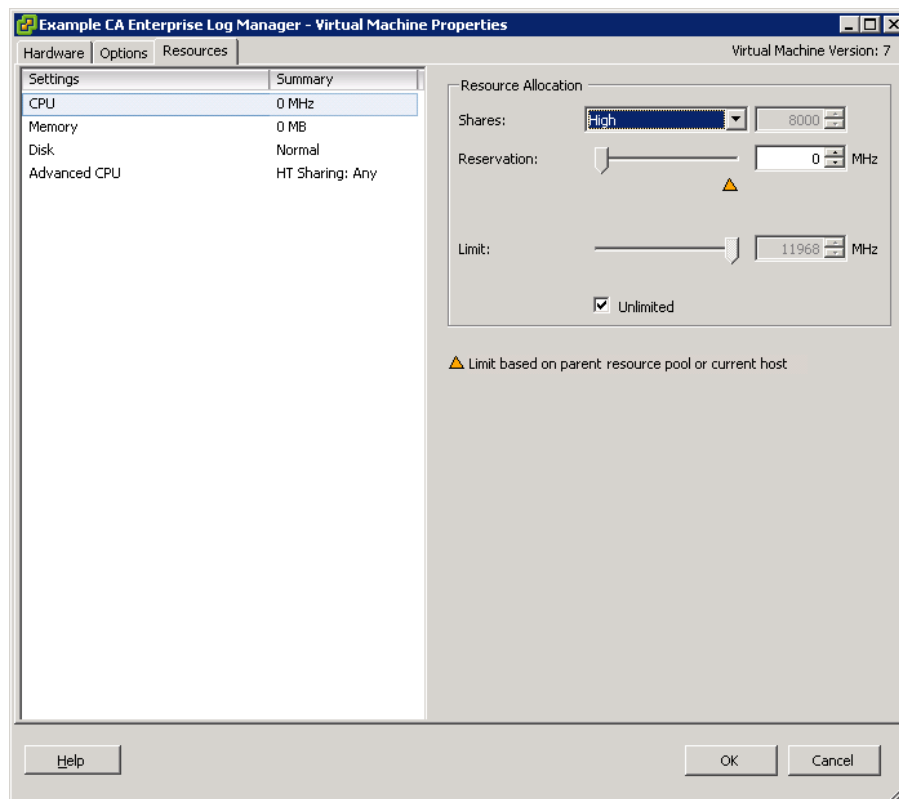 Example CA Enterprise Log Manager - Virtual Machine Properties
Hardware Options Resources Virtual Machine Version: 7
Settings Summary
CPU 0 MHz
Memory 0 MB
Disk Normal
Advanced CPU HT Sharing: Any
Resource Allocation
Shares: High 8000
Reservation: 0 MHz
Limit: 11968 MHz
Unlimited
Limit based on parent resource pool or current host
Help OK Cancel